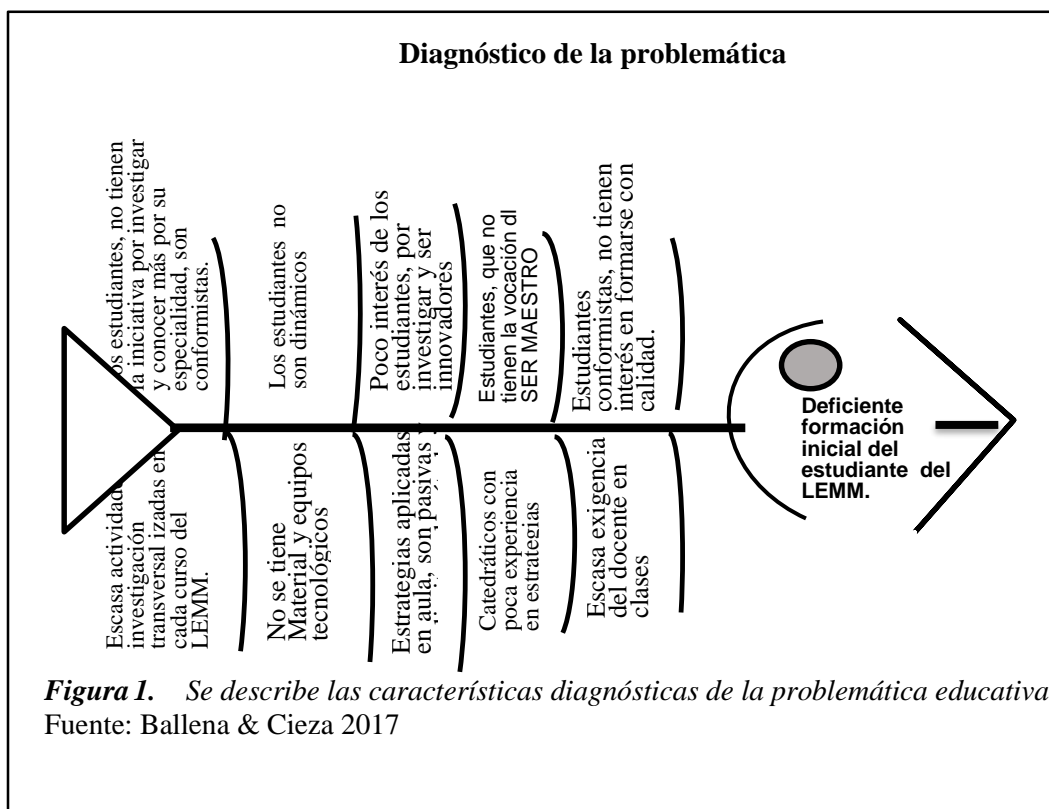 Diagnóstico de la problemática
os estudiantes, no tienen
la iniciativa por investigar
y conocer más por su
especialidad, son
conformistas.
Los estudiantes no
son dinámicos
Poco interés de los
estudiantes, por
investigar y ser
innovadores
Estudiantes, que no
tienen la vocación dl
SER MAESTRO
Estudiantes
conformistas, no tienen
interés en formarse con
calidad.
Deficiente
formación
inicial del
estudiante del
LEMM.
Escasa actividade
investigación
transversal izadas en
cada curso del
LEMM.
No se tiene
Material y equipos
tecnológicos
Estrategias aplicadas
en aula, son pasivas y
Catedráticos con
poca experiencia
en estrategias
Escasa exigencia
del docente en
clases
Figura 1. Se describe las características diagnósticas de la problemática educativa
Fuente: Ballena & Cieza 2017